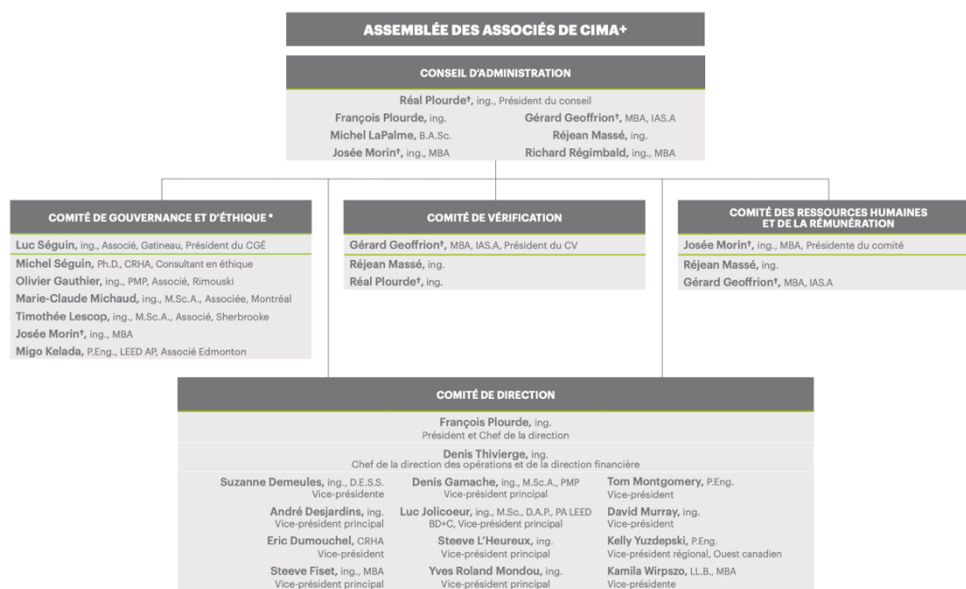 ASSEMBLÉE DES ASSOCIÉS DE CIMA+
CONSEIL D'ADMINISTRATION
Réal Plourde†, ing., Président du conseil
François Plourde, ing.
Gérard Geoffrion†, MBA, IAS.A
Michel LaPalme, B.A.Sc.
Réjean Massé, ing.
Josée Morin†, ing., MBA
Richard Régimbald, ing., MBA
COMITÉ DE GOUVERNANCE ET D'ÉTHIQUE *
Luc Séguin, ing., Associé, Gatineau, Président du CGÉ
Michel Séguin, Ph.D., CRHA, Consultant en éthique
Olivier Gauthier, ing., PMP, Associé, Rimouski
Marie-Claude Michaud, ing., M.Sc.A., Associée, Montréal
Timothée Lescop, ing., M.Sc.A., Associé, Sherbrooke
Josée Morin†, ing., MBA
Migo Kelada, P.Eng., LEED AP, Associé Edmonton
COMITÉ DE VÉRIFICATION
Gérard Geoffrion†, MBA, IAS.A, Président du CV
Réjean Massé, ing.
Réal Plourde†, ing.
COMITÉ DES RESSOURCES HUMAINES
ET DE LA RÉMUNÉRATION
Josée Morin†, ing., MBA, Présidente du comité
Réjean Massé, ing.
Gérard Geoffrion†, MBA, IAS.A
COMITÉ DE DIRECTION
François Plourde, ing.
Président et Chef de la direction
Denis Thivierge, ing.
Chef de la direction des opérations et de la direction financière
Suzanne Demeules, ing., D.E.S.S.
Vice-présidente
André Desjardins, ing.
Vice-président principal
Eric Dumouchel, CRHA
Vice-président
Steeve Fiset, ing., MBA
Vice-président principal
Denis Gamache, ing., M.Sc.A., PMP
Vice-président principal
Luc Jolicoeur, ing., M.Sc., D.A.P., PA LEED
BD+C, Vice-président principal
Steeve L'Heureux, ing.
Vice-président principal
Yves Roland Mondou, ing.
Vice-président principal
Tom Montgomery, P.Eng.
Vice-président
David Murray, ing.
Vice-président
Kelly Yuzdepski, P.Eng.
Vice-président régional, Ouest canadien
Kamila Wirpszo, LL.B., MBA
Vice-présidente